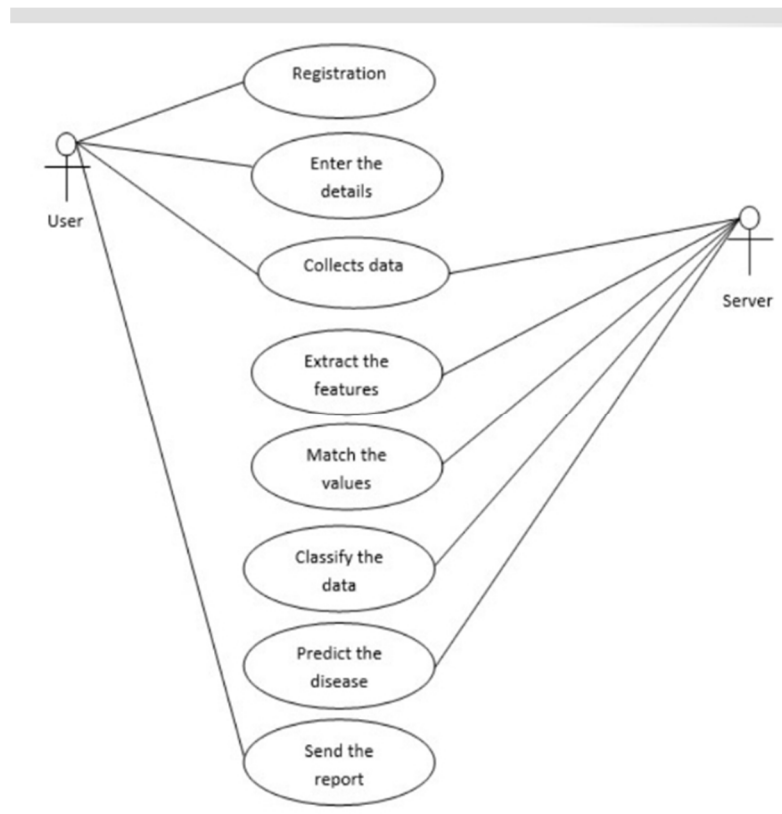 Registration
Enter the
details
User
Collects data
Server
Extract the
features
Match the
values
Classify the
data
Predict the
disease
Send the
report